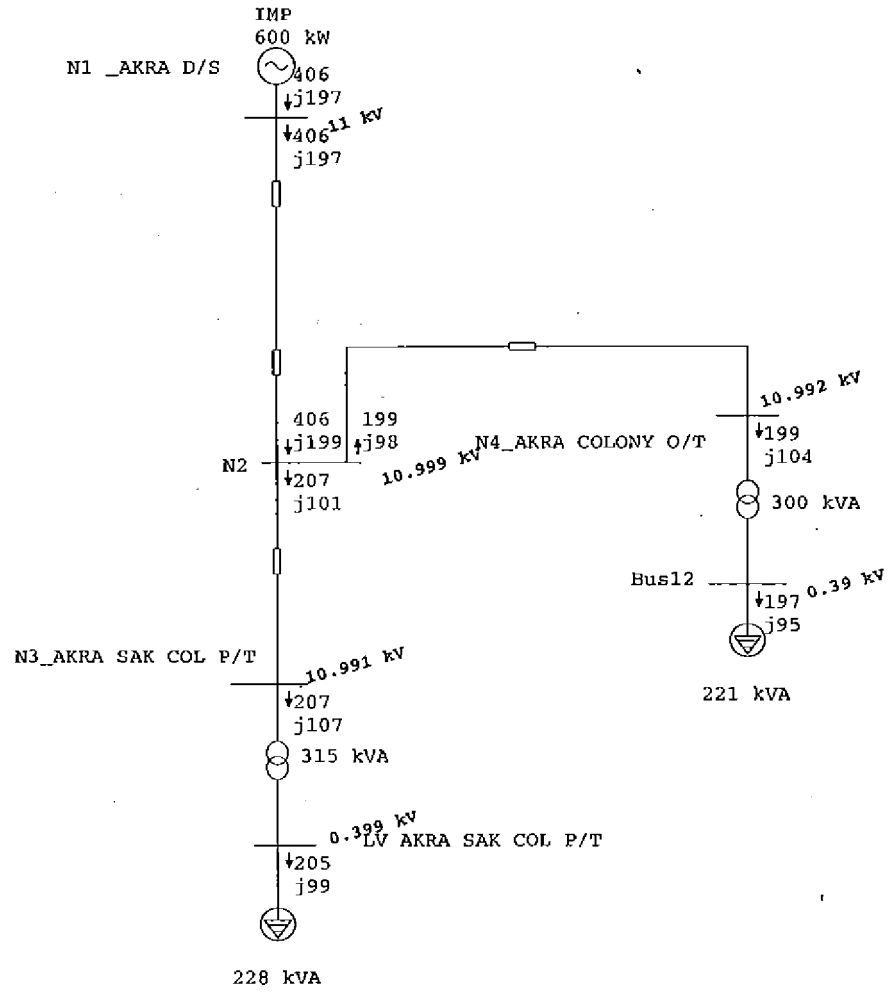 IMP
600 kW
N1 _AKRA D/S
406
j197
11 kV
406
j197
406
j199
199
j98
N2
10.999 kV
207
j101
10.992 kV
N4_AKRA COLONY O/T
199
j104
300 kVA
Bus12
0.39 kV
197
j95
221 kVA
N3_AKRA SAK COL P/T
10.991 kV
207
j107
315 kVA
0.399 kV
LV AKRA SAK COL P/T
205
j99
228 kVA